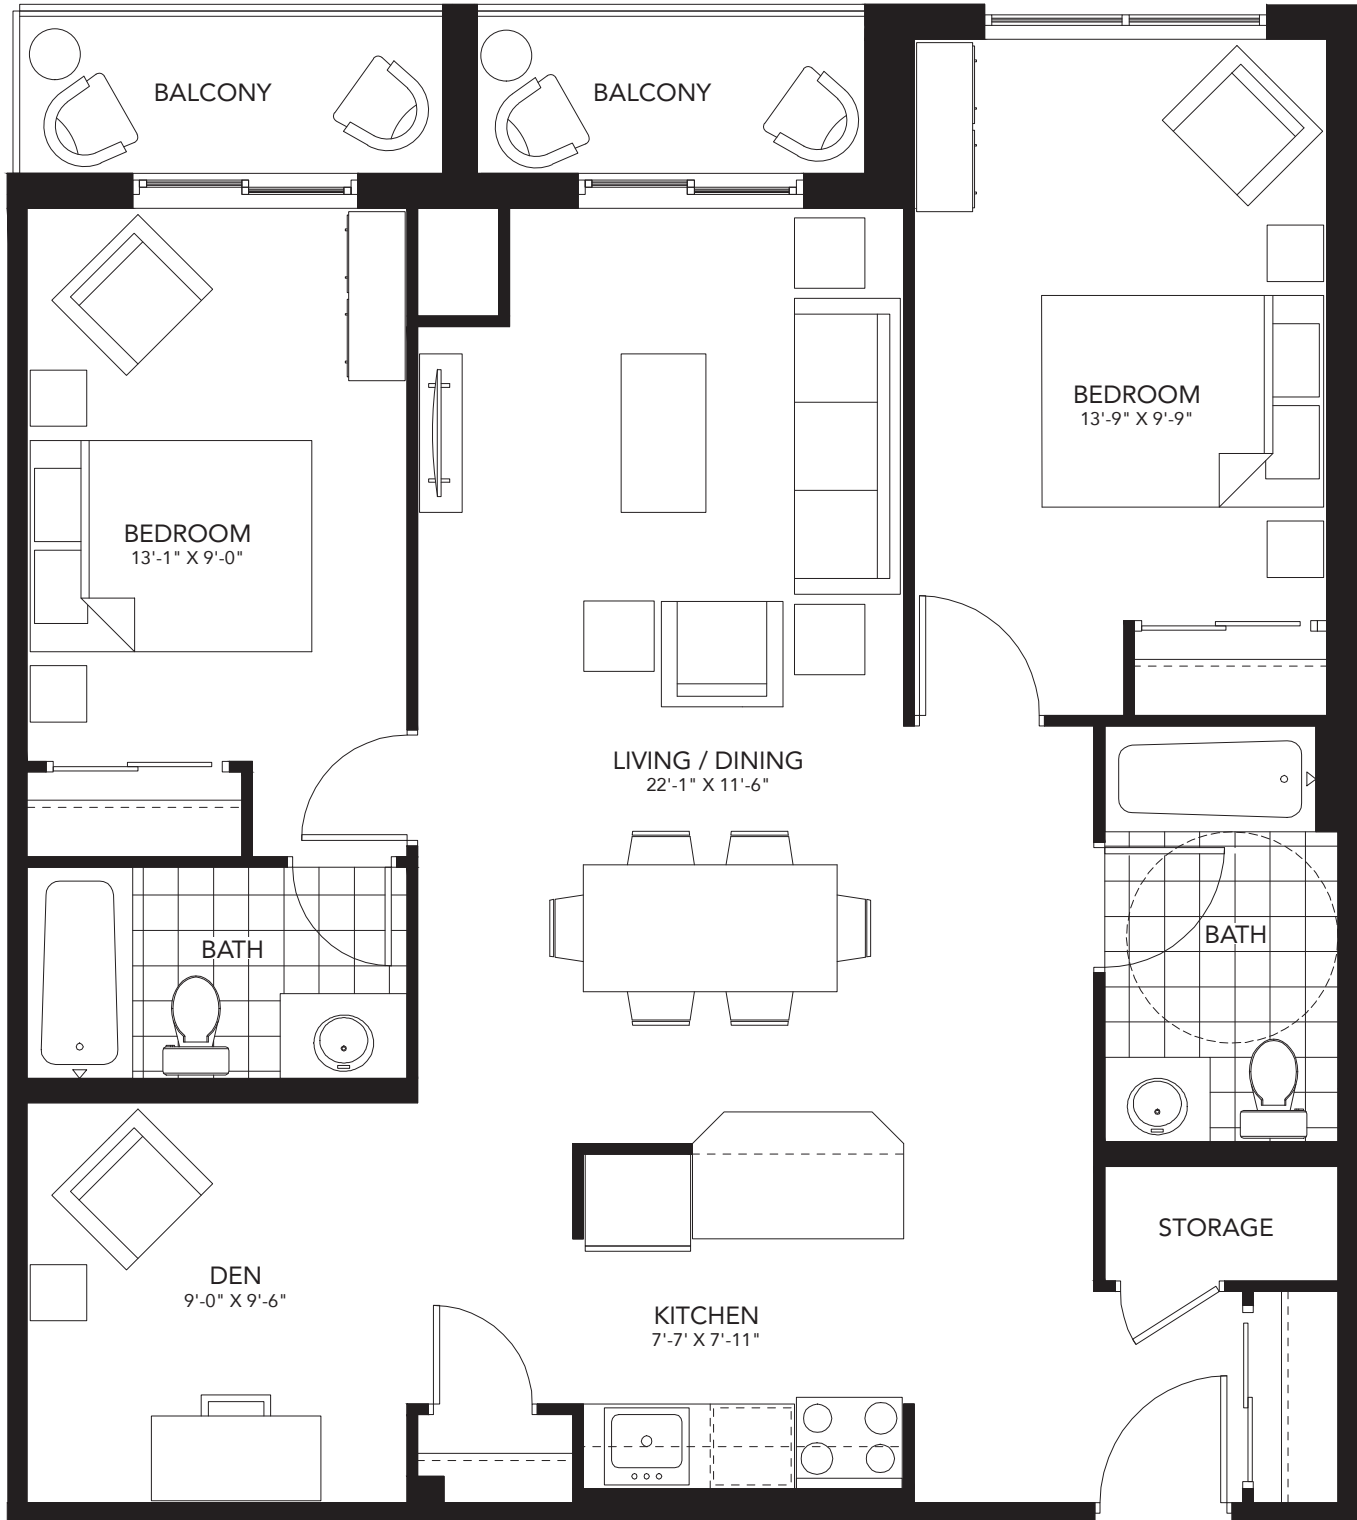 BALCONY
BALCONY
BEDROOM
13'-9" X 9'-9"
BEDROOM
13'-1" X 9'-0"
LIVING / DINING
22'-1" X 11'-6"
BATH
BATH
STORAGE
DEN
9'-0" X 9'-6"
KITCHEN
7'-7' X 7'-11"